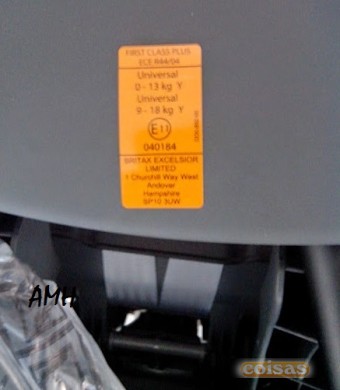 FIRST CLASS PLUS
ECE R44/04
Universal
0 - 13 kg Y
Universal
9 - 18 kg Y
E11
040184
BRITAX EXCELSIOR
LIMITED
1 Churchill Way West
Andover
Hampshire
SP10 3UW
AMH
coisas